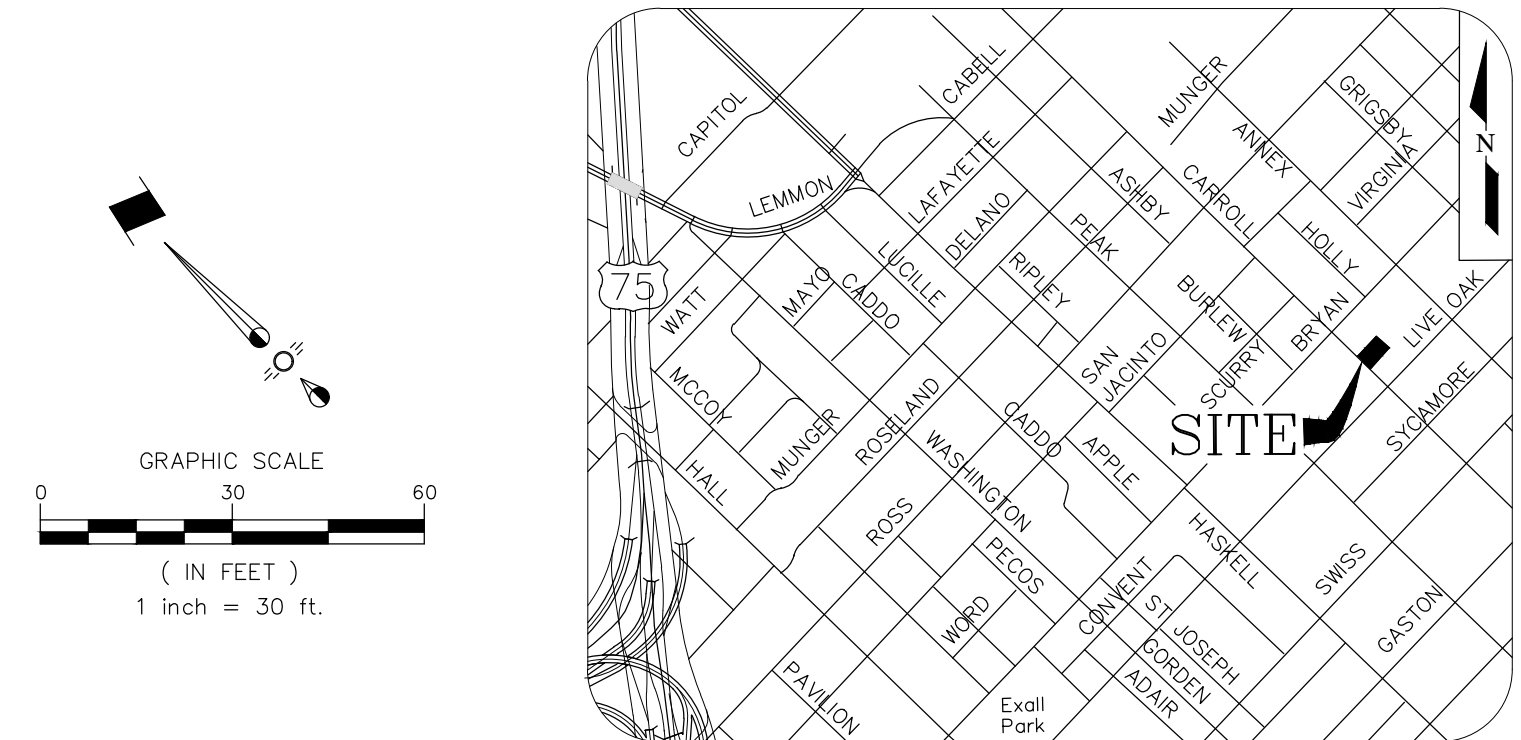 GRAPHIC SCALE
0 30 60
( IN FEET )
1 inch = 30 ft.
CAPITOL
CABELL
MUNGER
GRIGSBY
ANNEX
VIRGINIA
N
LEMMON
LAFAYETTE
ASHBY
CARROLL
DELANO
PEAK
HOLLY
75
LUCILLE
RIPLEY
WATT
MAYO
CADDO
BURLEW
BRYAN
LIVE OAK
SAN
JACINTO
SCURRY
MCCOY
MUNGER
ROSELAND
CADDO
SITE
SYCAMORE
HALL
WASHINGTON
APPLE
ROSS
HASKELL
PECOS
SWISS
WORD
CONVENT
ST JOSEPH
GASTON
GORDEN
PAVILION
ADAIR
Exall
Park